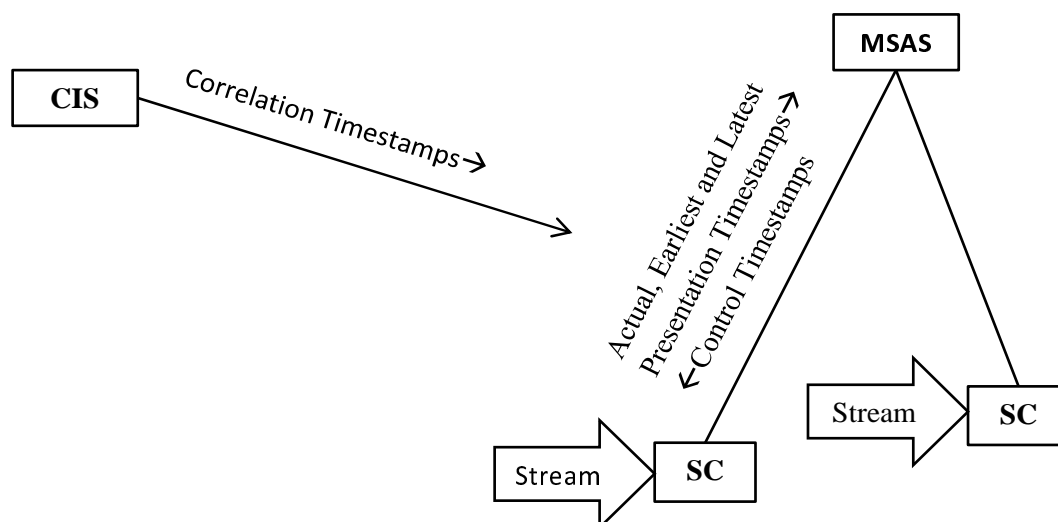 MSAS
CIS
Correlation Timestamps→
Actual, Earliest and Latest
Presentation Timestamps→
←Control Timestamps
Stream
SC
Stream
SC